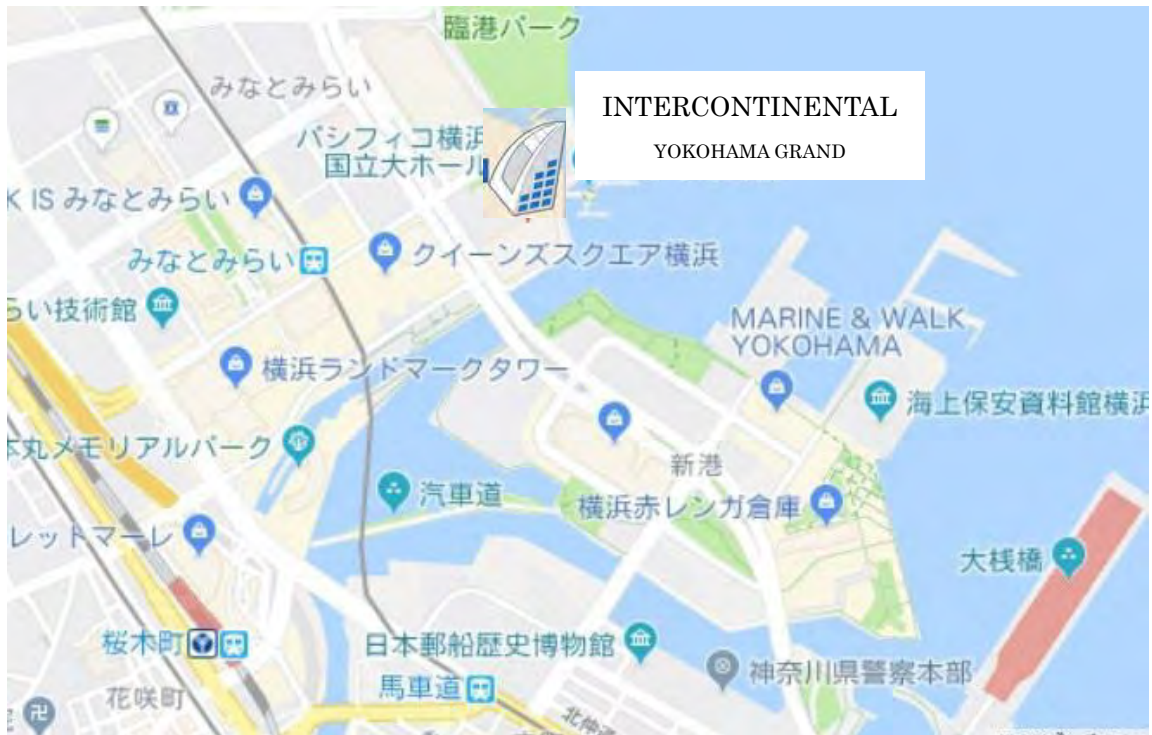 臨港パーク
みなとみらい
INTERCONTINENTAL
YOKOHAMA GRAND
パシフィコ横浜
国立大ホール
K IS みなとみらい
みなとみらい
クイーンズスクエア横浜
らい技術館
MARINE & WALK
YOKOHAMA
横浜ランドマークタワー
海上保安資料館横浜
本丸メモリアルパーク
新港
汽車道
横浜赤レンガ倉庫
レットマーレ
大桟橋
桜木町
日本郵船歴史博物館
神奈川県警察本部
馬車道
花咲町
北仲通